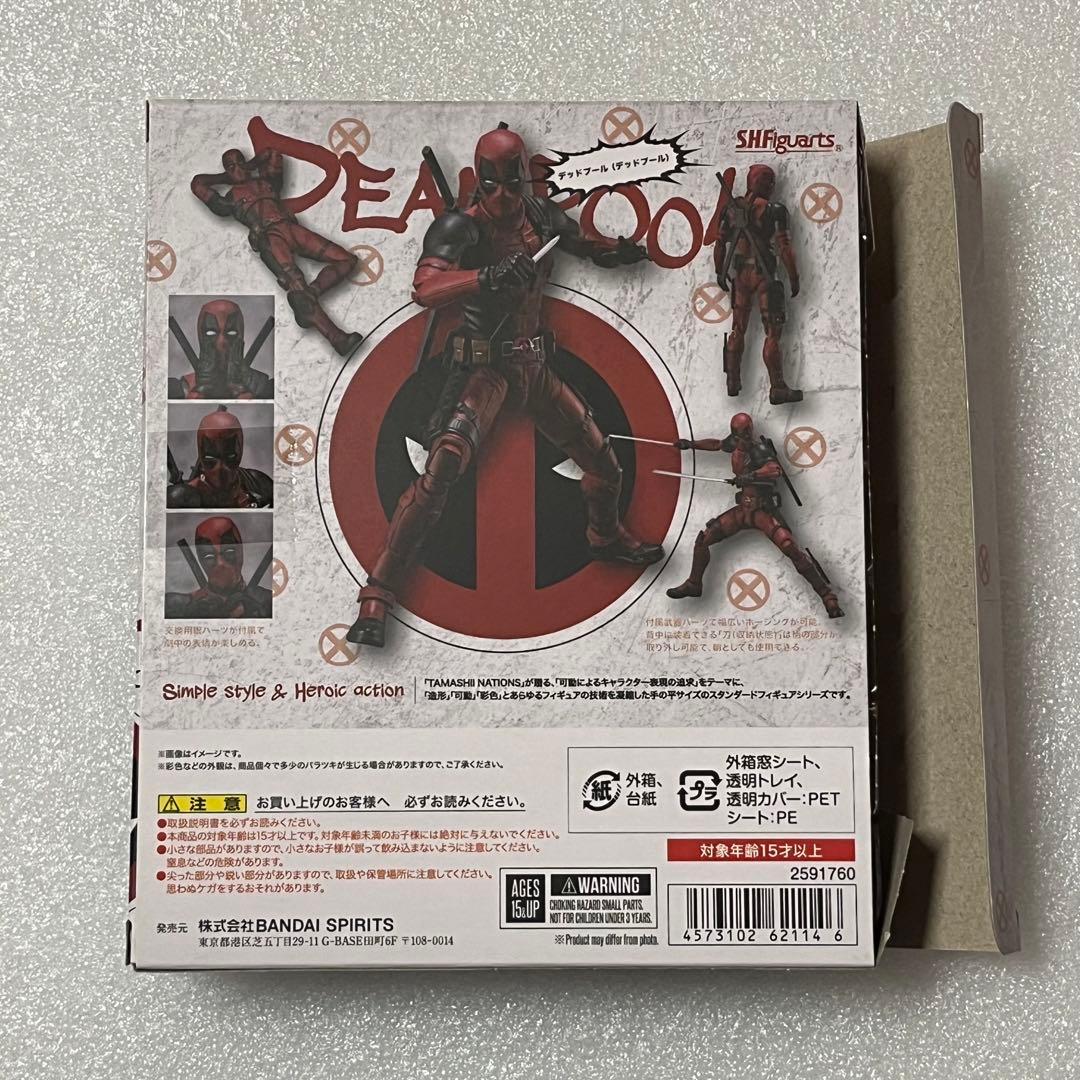 DEADPOOL
デッドプール（デッドプール）
S.H.Figuarts
交換用眼パーツが付属で
劇中の表情が楽しめる。
付属武器パーツで幅広いポージングが可能。
背中に装着できる「刀（収納状態）」は柄の部分が
取り外し可能で、鞘としても使用できる。
Simple style & Heroic action
「TAMASHII NATIONS」が贈る、「可動によるキャラクター表現の追求」をテーマに、
「造形」「可動」「彩色」とあらゆるフィギュアの技術を凝縮した手の平サイズのスタンダードフィギュアシリーズです。
※画像はイメージです。
※彩色などの外観は、商品個々で多少のバラツキが生じる場合がありますので、ご了承ください。
注 意 お買い上げのお客様へ 必ずお読みください。
●取扱説明書を必ずお読みください。
●本商品の対象年齢は15才以上です。対象年齢未満のお子様には絶対に与えないでください。
●小さな部品がありますので、小さなお子様が誤って飲み込まないように注意してください。
窒息などの危険があります。
●尖った部分や鋭い部分がありますので、取扱や保管場所に注意してください。
思わぬケガをするおそれがあります。
発売元 株式会社BANDAI SPIRITS
東京都港区芝五丁目29-11 G-BASE田町6F 〒108-0014
紙
外箱、
台紙
プラ
外箱窓シート、
透明トレイ、
透明カバー:PET
シート:PE
対象年齢15才以上
2591760
AGES
15&UP
WARNING
CHOKING HAZARD SMALL PARTS.
NOT FOR CHILDREN UNDER 3 YEARS.
※Product may differ from photo.
4573102 62114 6